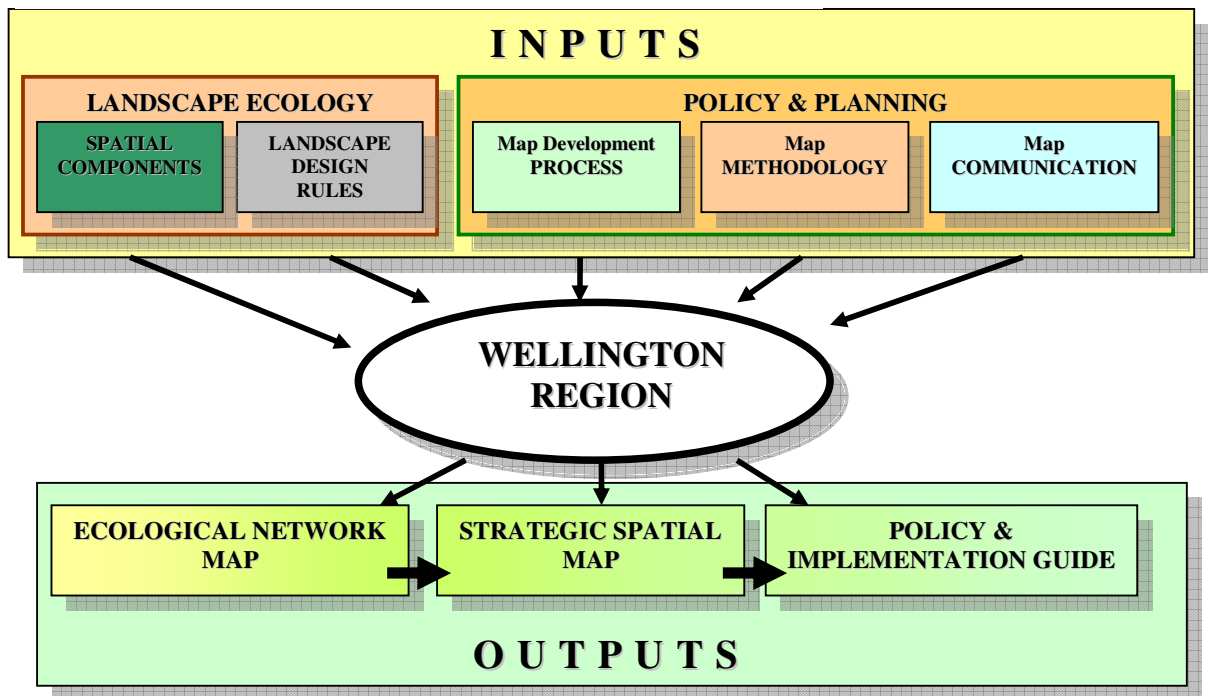 INPUTS
LANDSCAPE ECOLOGY
SPATIAL
COMPONENTS
LANDSCAPE
DESIGN
RULES
POLICY & PLANNING
Map Development
PROCESS
Map
METHODOLOGY
Map
COMMUNICATION
WELLINGTON
REGION
ECOLOGICAL NETWORK
MAP
STRATEGIC SPATIAL
MAP
POLICY &
IMPLEMENTATION GUIDE
OUTPUTS